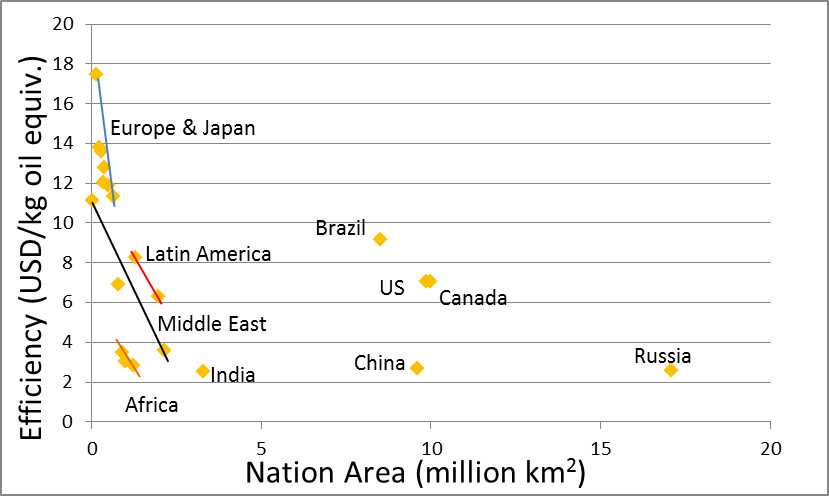 Efficiency (USD/kg oil equiv.)
20
18
16
14
12
10
8
6
4
2
0
Europe & Japan
Brazil
Latin America
US
Canada
Middle East
China
Russia
India
Africa
0
5
10
15
20
Nation Area (million km²)